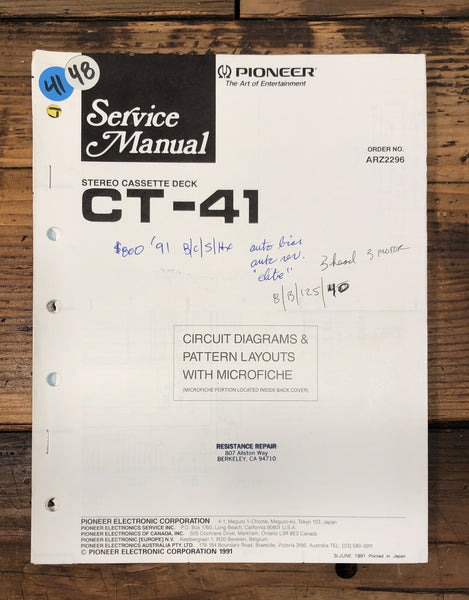 41
48
Service
Manual
PIONEER
The Art of Entertainment
ORDER NO.
ARZ2296
STEREO CASSETTE DECK
CT-41
$800 '91 B/C/S/Hx auto bias
auto rev.
"elite"
3 head 3 MOTOR
B/B/125/40
CIRCUIT DIAGRAMS &
PATTERN LAYOUTS
WITH MICROFICHE
(MICROFICHE PORTION LOCATED INSIDE BACK COVER)
RESISTANCE REPAIR
807 Allston Way
BERKELEY, CA 94710
PIONEER ELECTRONIC CORPORATION 4-1, Meguro 1-Chome, Meguro-ku, Tokyo 153, Japan
PIONEER ELECTRONICS SERVICE INC. P.O. Box 1760, Long Beach, California 90801 U.S.A.
PIONEER ELECTRONICS OF CANADA, INC. 505 Cochrane Drive, Markham, Ontario L3R 8E3 Canada
PIONEER ELECTRONIC [EUROPE] N.V. Keetberglaan 1, 9120 Beveren, Belgium
PIONEER ELECTRONICS AUSTRALIA PTY. LTD. 178-184 Boundary Road, Braeside, Victoria 3195, Australia TEL: [03] 580-9911
© PIONEER ELECTRONIC CORPORATION 1991
JUNE 1991 Printed in Japan